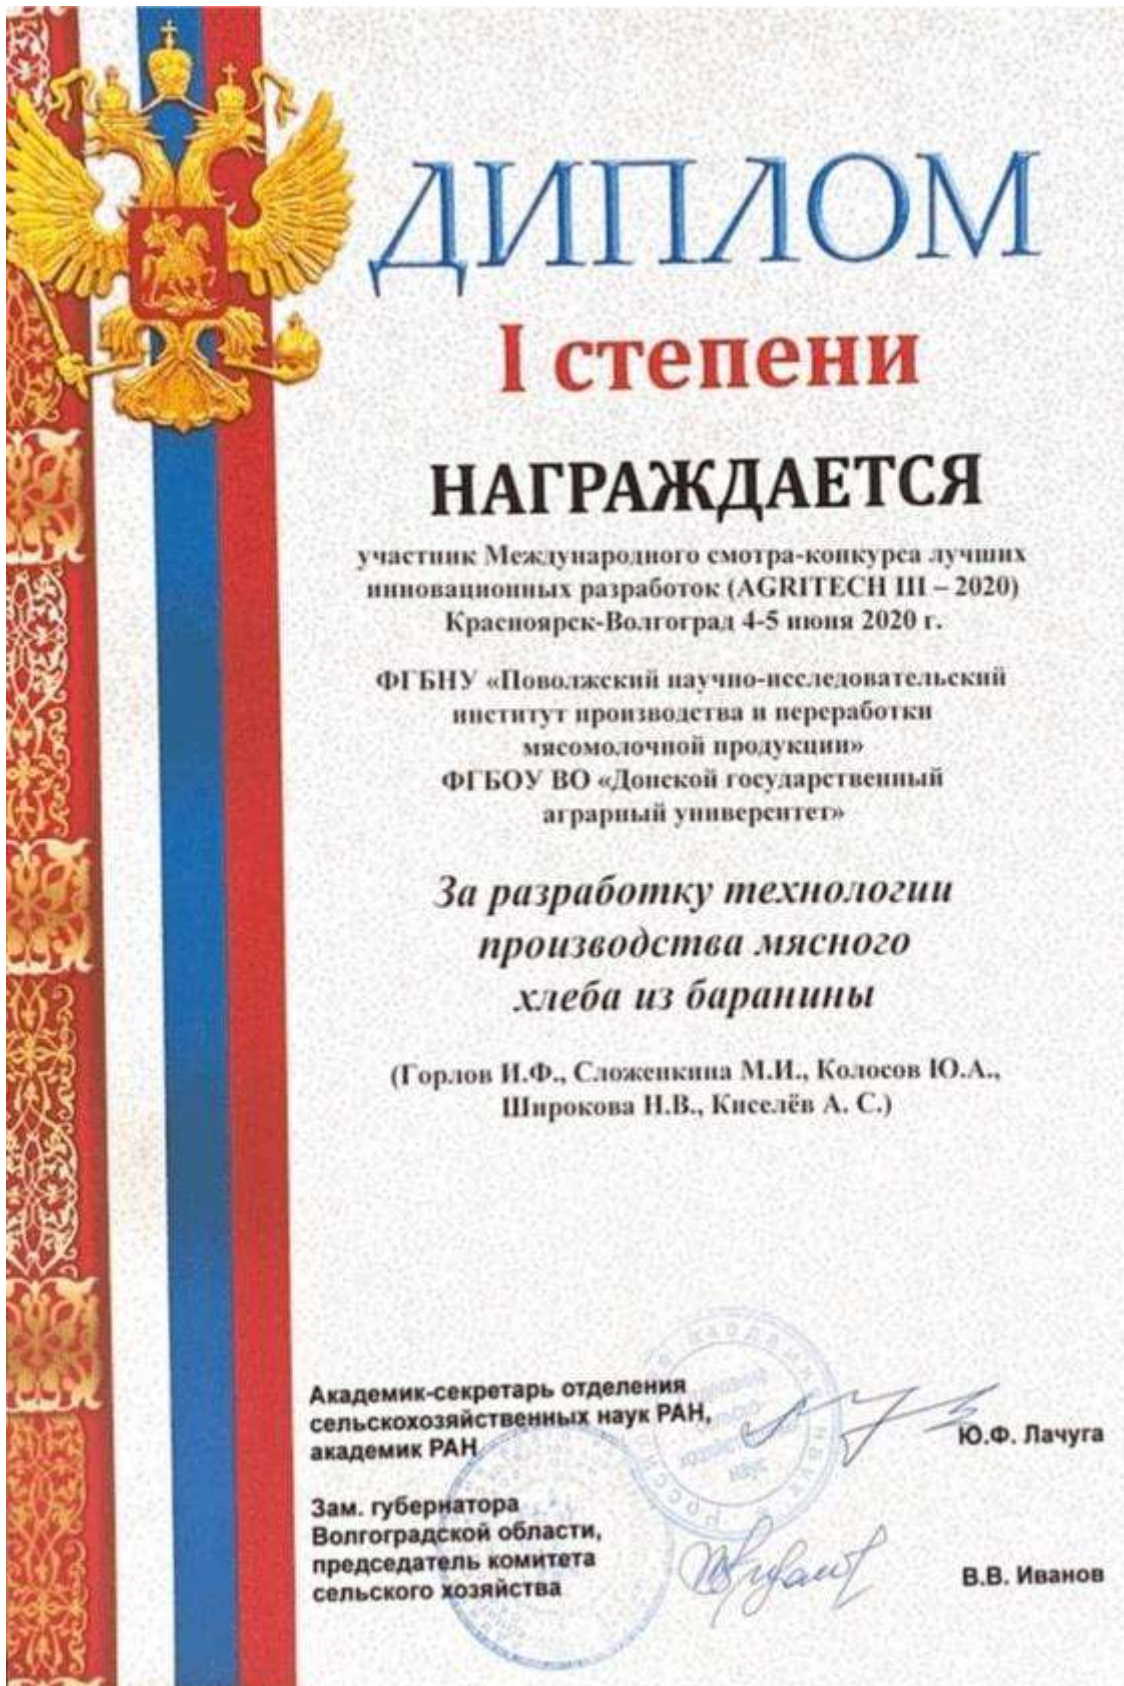 ДИПЛОМ
I степени
НАГРАЖДАЕТСЯ
участник Международного смотра-конкурса лучших
инновационных разработок (AGRITECH III – 2020)
Красноярск-Волгоград 4-5 июня 2020 г.
ФГБНУ «Поволжский научно-исследовательский
институт производства и переработки
мясомолочной продукции»
ФГБОУ ВО «Донской государственный
аграрный университет»
За разработку технологии
производства мясного
хлеба из баранины
(Горлов И.Ф., Сложенкина М.И., Колосов Ю.А.,
Широкова Н.В., Киселёв А. С.)
Академик-секретарь отделения
сельскохозяйственных наук РАН,
академик РАН
Ю.Ф. Лачуга
Зам. губернатора
Волгоградской области,
председатель комитета
сельского хозяйства
В.В. Иванов